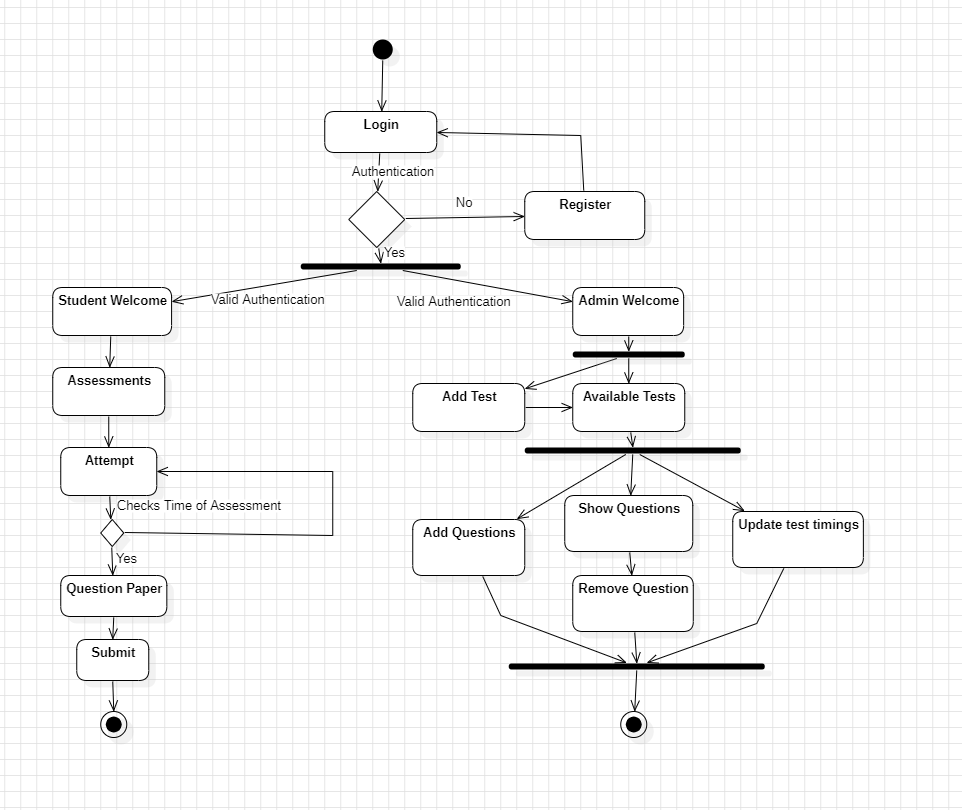 Login
Authentication
No
Register
Yes
Valid Authentication
Valid Authentication
Student Welcome
Admin Welcome
Assessments
Add Test
Available Tests
Attempt
Checks Time of Assessment
Show Questions
Add Questions
Update test timings
Yes
Question Paper
Remove Question
Submit